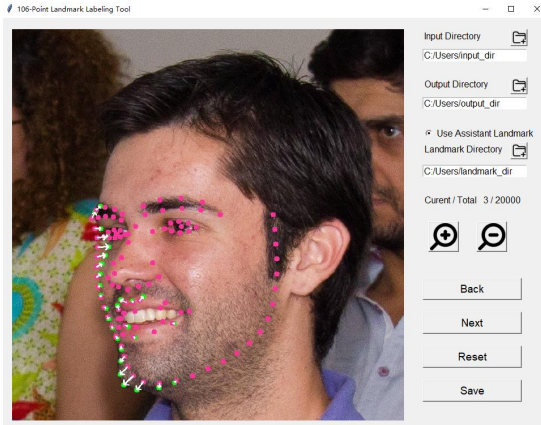 106-Point Landmark Labeling Tool
Input Directory
C:/Users/input_dir
Output Directory
C:/Users/output_dir
Use Assistant Landmark
Landmark Directory
C:/Users/landmark_dir
Curent / Total 3 / 20000
Back
Next
Reset
Save